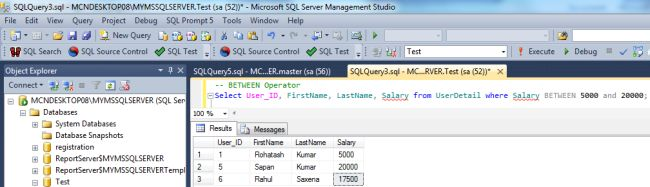 SQLQuery3.sql - MCNDESKTOP08\MYMSSQLSERVER.Test (sa (52))* - Microsoft SQL Server Management Studio
File Edit View Query Project Debug SQL Prompt 5 Tools Window Community Help
New Query
SQL Search SQL Source Control SQL Test SQL Source Control SQL Test Test Execute Debug
Object Explorer
Connect
MCNDESKTOP08\MYMSSQLSERVER (SQL Serv
Databases
System Databases
Database Snapshots
registration
ReportServer$MYMSSQLSERVER
ReportServer$MYMSSQLSERVERTempl
Test
SQLQuery5.sql - MC...ER.master (sa (56)) SQLQuery3.sql - MC...RVER.Test (sa (52))*
-- BETWEEN Operator
Select User_ID, FirstName, LastName, Salary from UserDetail where Salary BETWEEN 5000 and 20000;
100 %
Results Messages
User_ID FirstName LastName Salary
1 1 Rohatash Kumar 5000
2 5 Sapan Kumar 20000
3 6 Rahul Saxena 17500